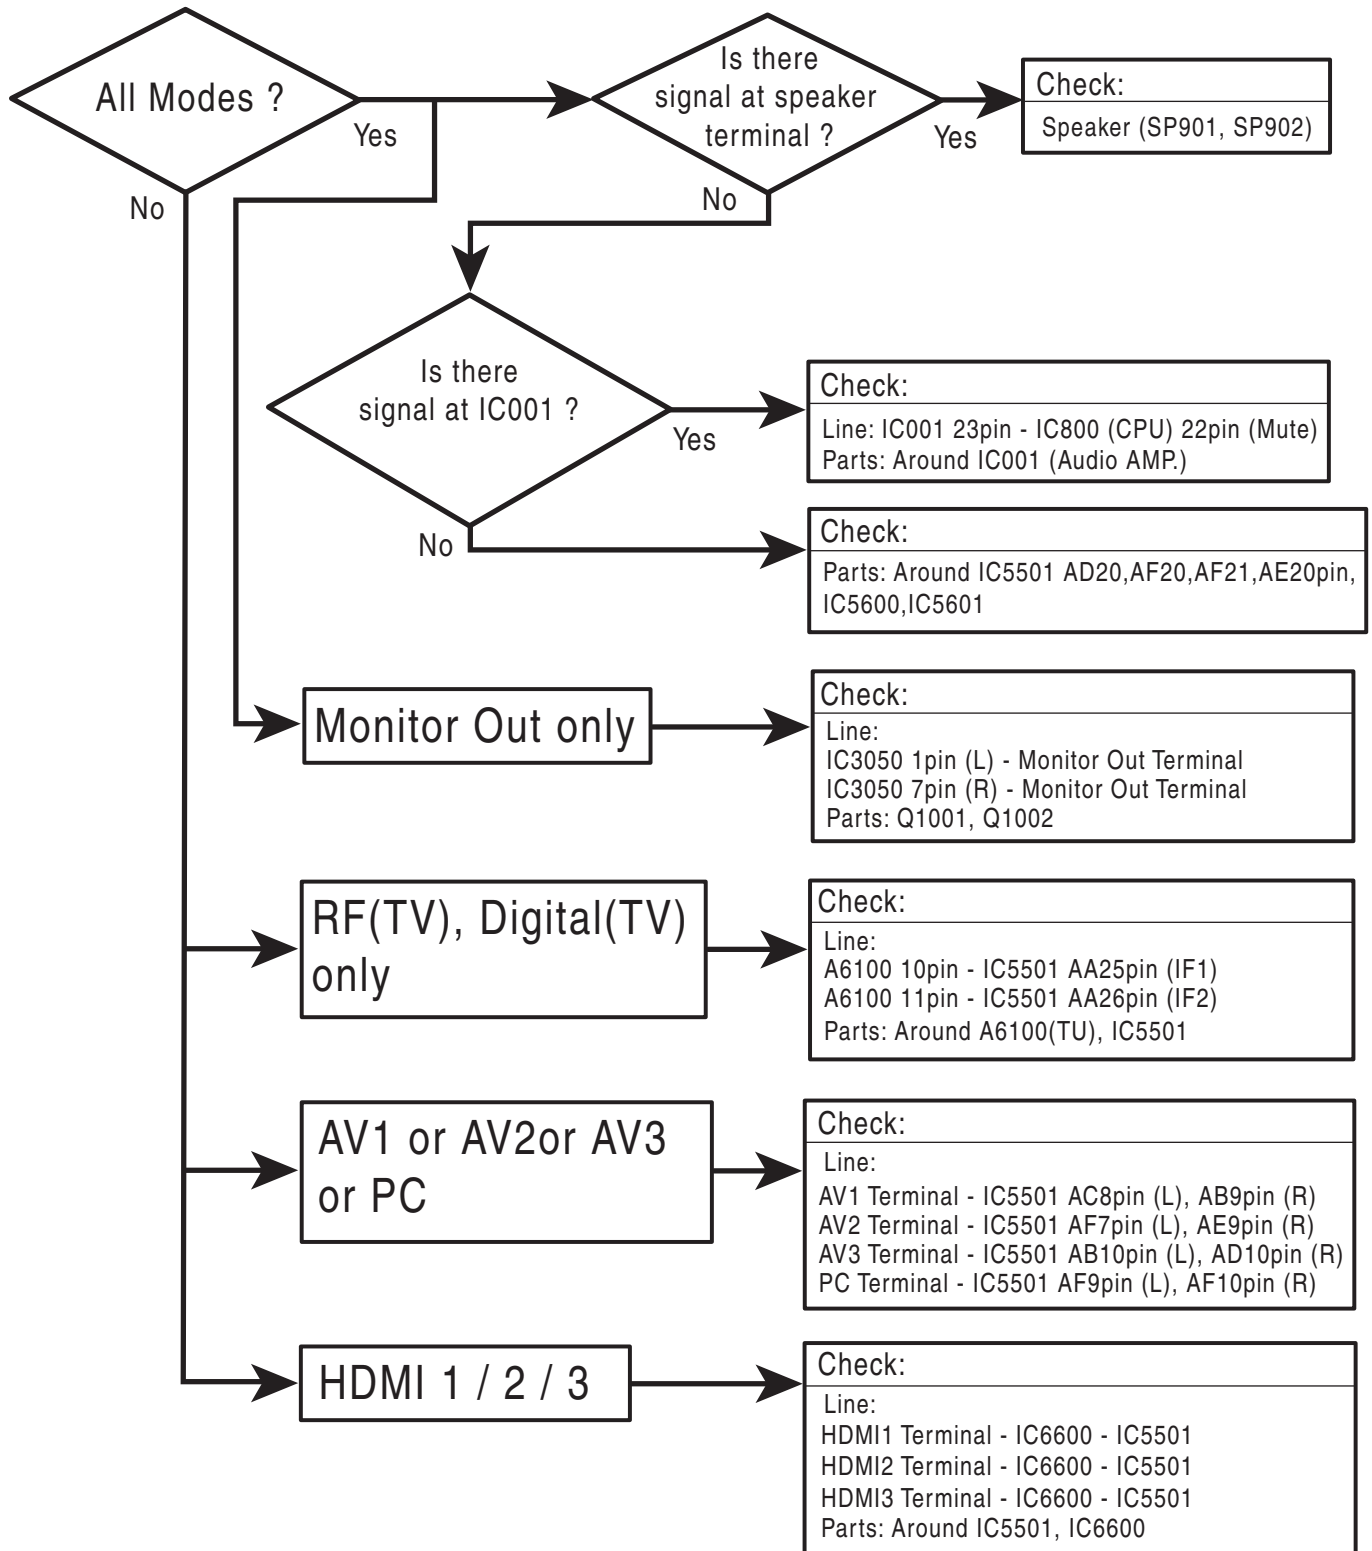 All Modes ?
Yes
No
Is there
signal at speaker
terminal ?
Yes
No
Check:
Speaker (SP901, SP902)
Is there
signal at IC001 ?
Yes
No
Check:
Line: IC001 23pin - IC800 (CPU) 22pin (Mute)
Parts: Around IC001 (Audio AMP.)
Check:
Parts: Around IC5501 AD20,AF20,AF21,AE20pin,
IC5600,IC5601
Monitor Out only
Check:
Line:
IC3050 1pin (L) - Monitor Out Terminal
IC3050 7pin (R) - Monitor Out Terminal
Parts: Q1001, Q1002
RF(TV), Digital(TV)
only
Check:
Line:
A6100 10pin - IC5501 AA25pin (IF1)
A6100 11pin - IC5501 AA26pin (IF2)
Parts: Around A6100(TU), IC5501
AV1 or AV2or AV3
or PC
Check:
Line:
AV1 Terminal - IC5501 AC8pin (L), AB9pin (R)
AV2 Terminal - IC5501 AF7pin (L), AE9pin (R)
AV3 Terminal - IC5501 AB10pin (L), AD10pin (R)
PC Terminal - IC5501 AF9pin (L), AF10pin (R)
HDMI 1 / 2 / 3
Check:
Line:
HDMI1 Terminal - IC6600 - IC5501
HDMI2 Terminal - IC6600 - IC5501
HDMI3 Terminal - IC6600 - IC5501
Parts: Around IC5501, IC6600